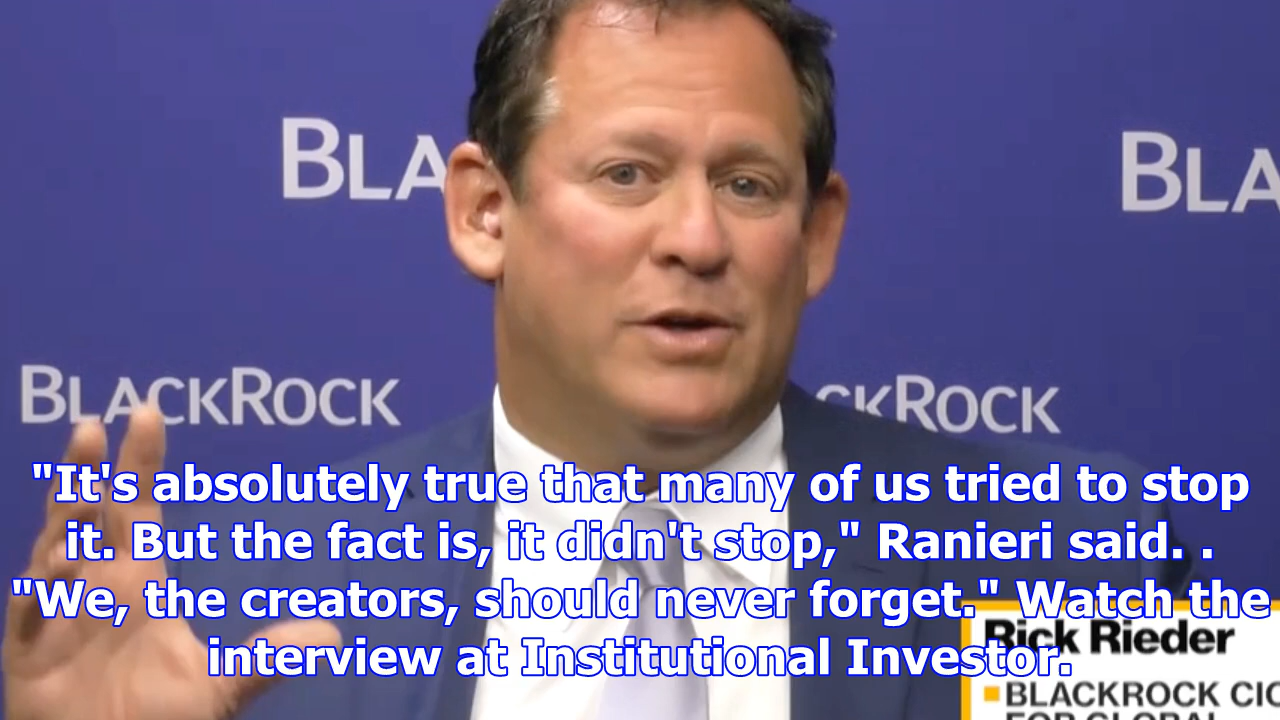 BLA
BLA
BLACKROCK
CKROCK
"It's absolutely true that many of us tried to stop
it. But the fact is, it didn't stop," Ranieri said. .
"We, the creators, should never forget." Watch the
interview at Institutional Investor.
Rick Rieder
BLACKROCK CIO
FOR GLOBAL